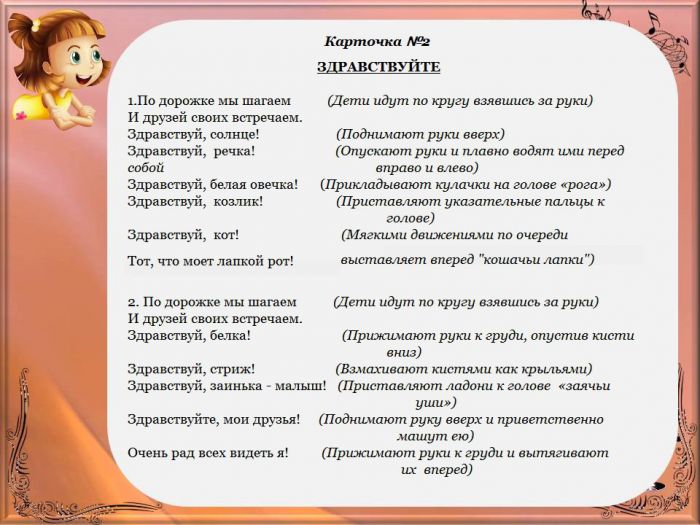 Карточка №2
ЗДРАВСТВУЙТЕ
1.По дорожке мы шагаем (Дети идут по кругу взявшись за руки)
И друзей своих встречаем.
Здравствуй, солнце! (Поднимают руки вверх)
Здравствуй, речка! (Опускают руки и плавно водят ими перед
собой вправо и влево)
Здравствуй, белая овечка! (Прикладывают кулачки на голове «рога»)
Здравствуй, козлик! (Приставляют указательные пальцы к
голове)
Здравствуй, кот! (Мягкими движениями по очереди
Тот, что моет лапкой рот! выставляет вперед "кошачьи лапки")
2. По дорожке мы шагаем (Дети идут по кругу взявшись за руки)
И друзей своих встречаем.
Здравствуй, белка! (Прижимают руки к груди, опустив кисти
вниз)
Здравствуй, стриж! (Взмахивают кистями как крыльями)
Здравствуй, заинька - малыш! (Приставляют ладони к голове «заячьи
уши»)
Здравствуйте, мои друзья! (Поднимают руку вверх и приветственно
машут ею)
Очень рад всех видеть я! (Прижимают руки к груди и вытягивают
их вперед)